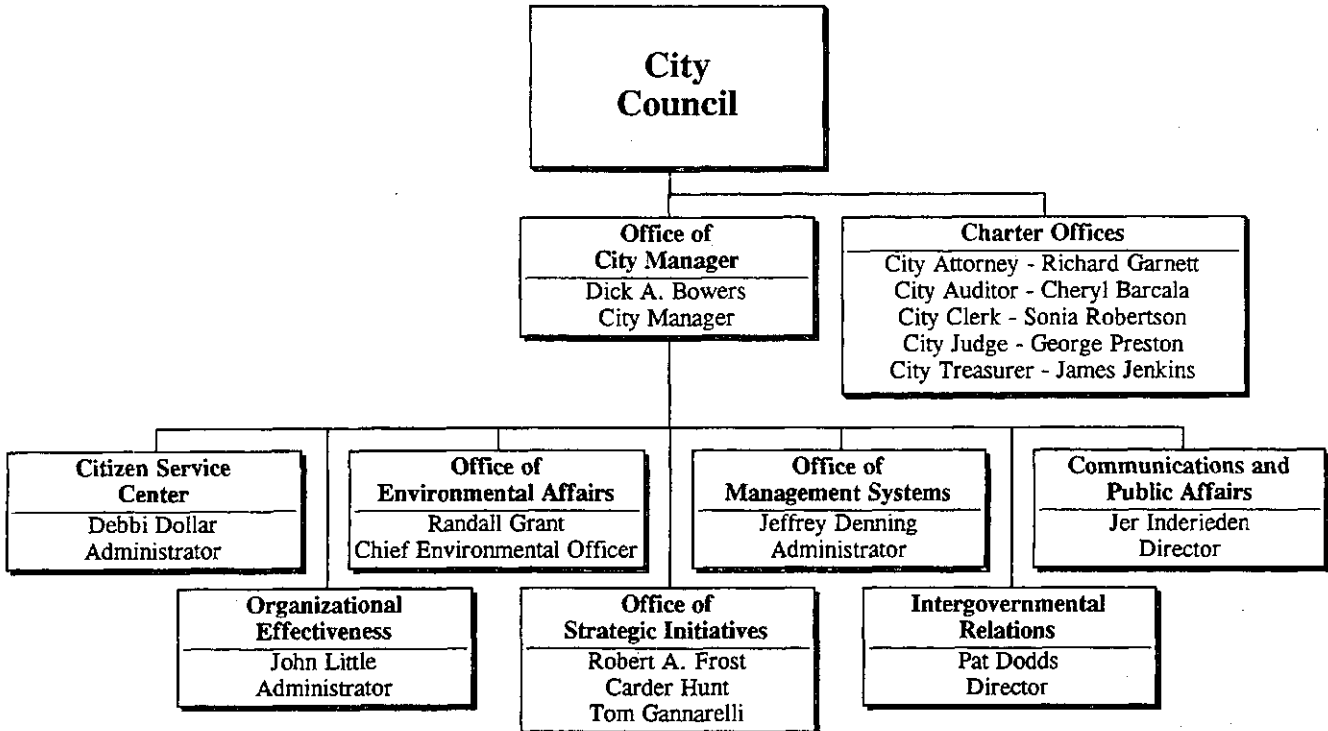 City
Council
Office of
City Manager
Dick A. Bowers
City Manager
Charter Offices
City Attorney - Richard Garnett
City Auditor - Cheryl Barcala
City Clerk - Sonia Robertson
City Judge - George Preston
City Treasurer - James Jenkins
Citizen Service
Center
Debbi Dollar
Administrator
Office of
Environmental Affairs
Randall Grant
Chief Environmental Officer
Office of
Management Systems
Jeffrey Denning
Administrator
Communications and
Public Affairs
Jer Inderieden
Director
Organizational
Effectiveness
John Little
Administrator
Office of
Strategic Initiatives
Robert A. Frost
Carder Hunt
Tom Gannarelli
Intergovernmental
Relations
Pat Dodds
Director